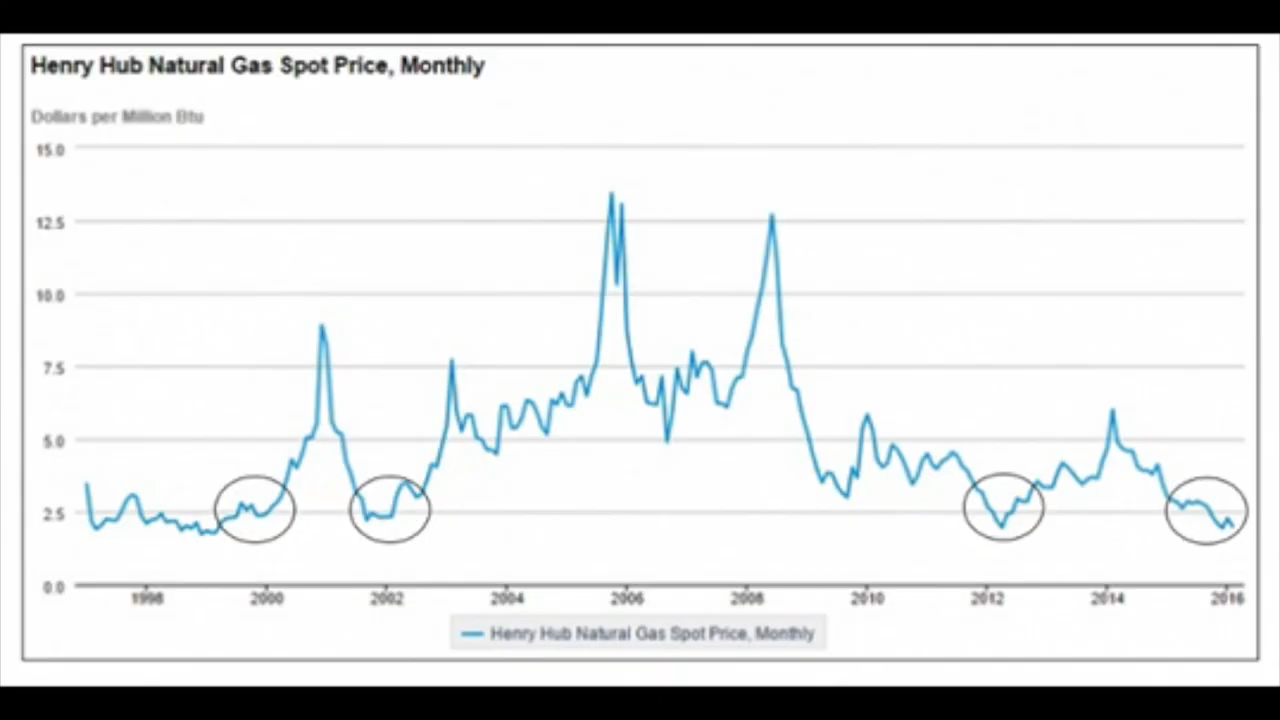 Henry Hub Natural Gas Spot Price, Monthly
Dollars per Million Btu
15.0
12.5
10.0
7.5
5.0
2.5
0.0
1998 2000 2002 2004 2006 2008 2010 2012 2014 2016
Henry Hub Natural Gas Spot Price, Monthly